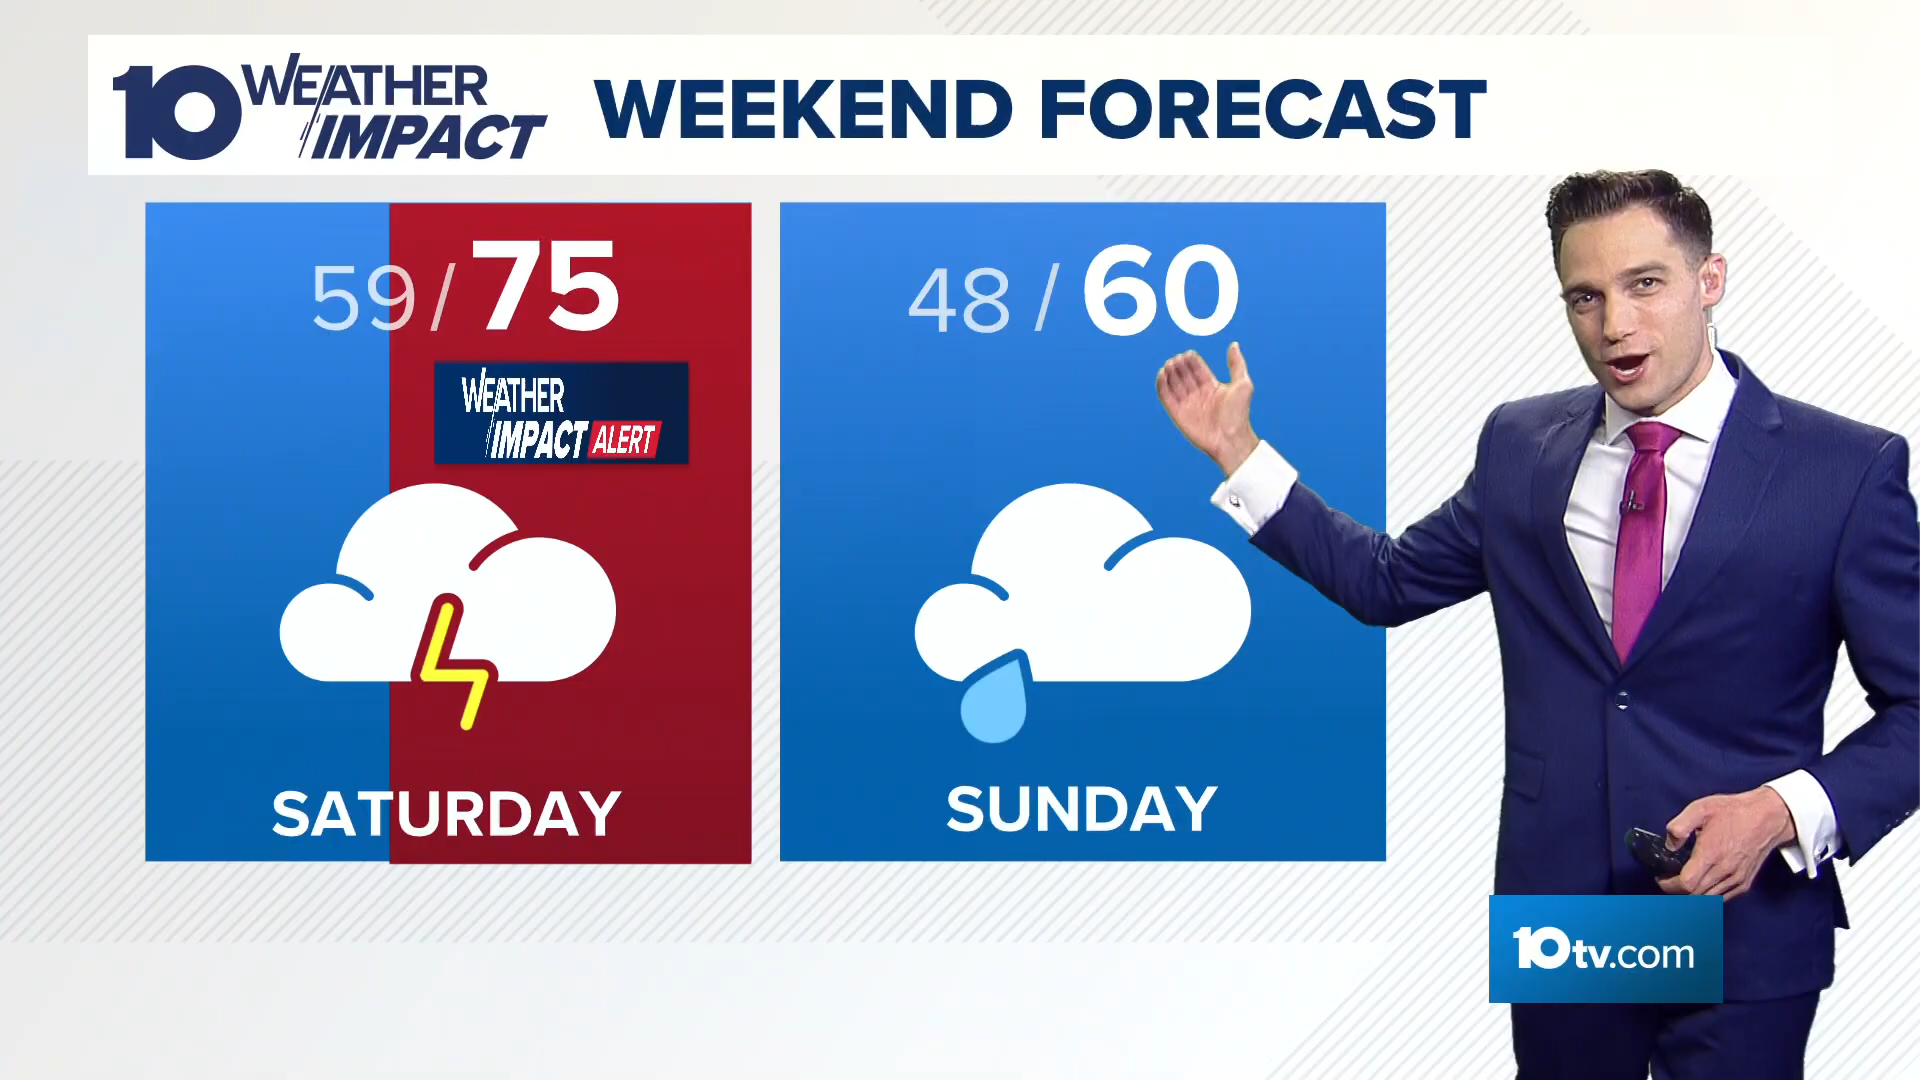 10 WEATHER IMPACT
WEEKEND FORECAST
59/75
WEATHER
IMPACT ALERT
SATURDAY
48/60
SUNDAY
10tv.com